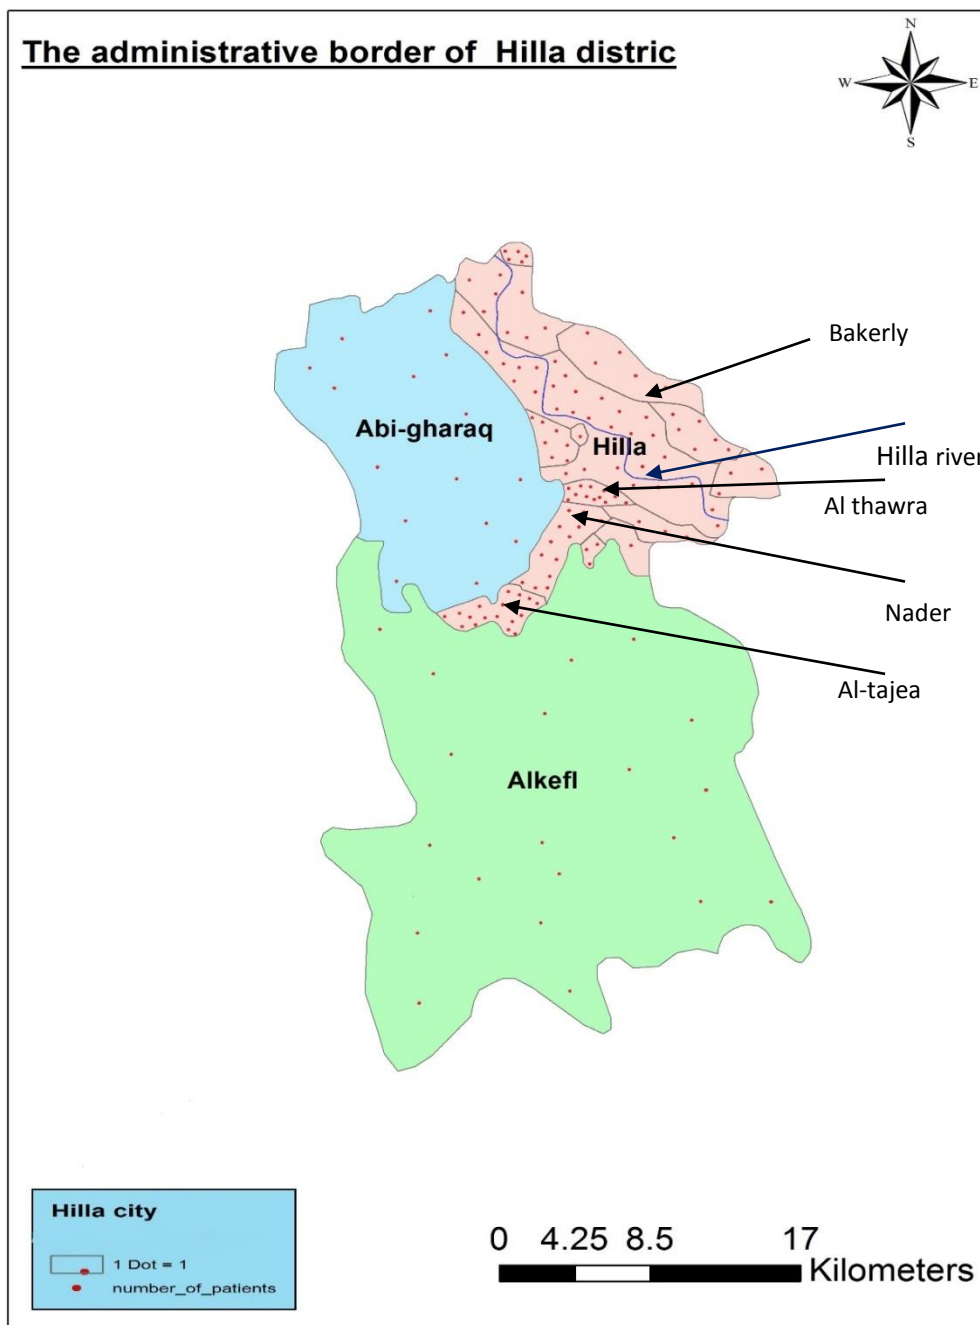 The administrative border of  Hilla distric
N
W
E
S
Bakerly
Abi-gharaq
Hilla
Hilla river
Al thawra
Nader
Al-tajea
Alkefl
Hilla city
1 Dot = 1
number_of_patients
0 4.25 8.5 17
Kilometers